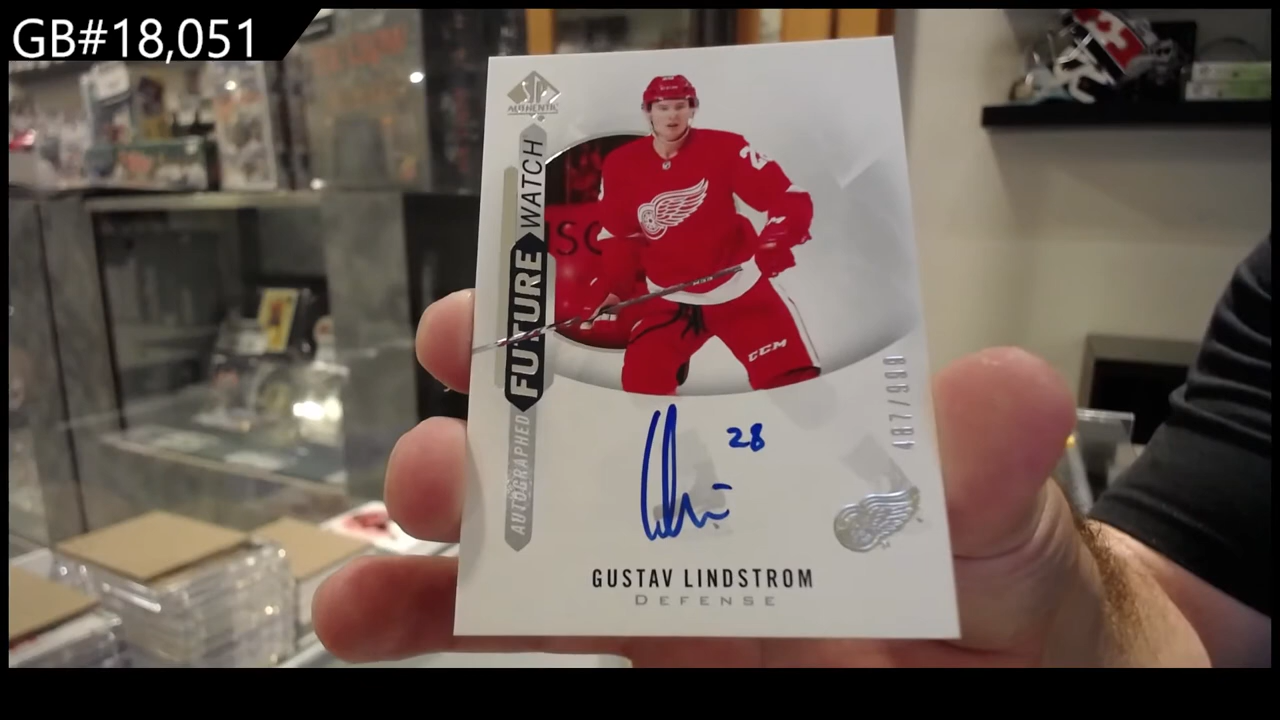 GB#18,051
SP
AUTHENTIC
AUTOGRAPHED FUTURE WATCH
CCM
28
487/999
GUSTAV LINDSTROM
DEFENSE